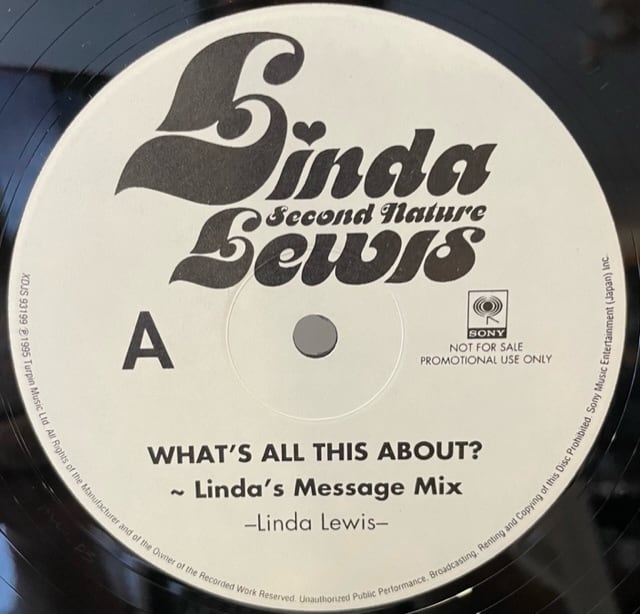 Linda
Second Nature
Lewis
A
SONY
NOT FOR SALE
PROMOTIONAL USE ONLY
WHAT'S ALL THIS ABOUT?
~ Linda's Message Mix
–Linda Lewis–
XDJS 93199 ℗ 1995 Turpin Music Ltd. All Rights of the Manufacturer and of the Owner of the Recorded Work Reserved. Unauthorized Public Performance, Broadcasting, Renting and Copying of this Disc Prohibited. Sony Music Entertainment (Japan) Inc.